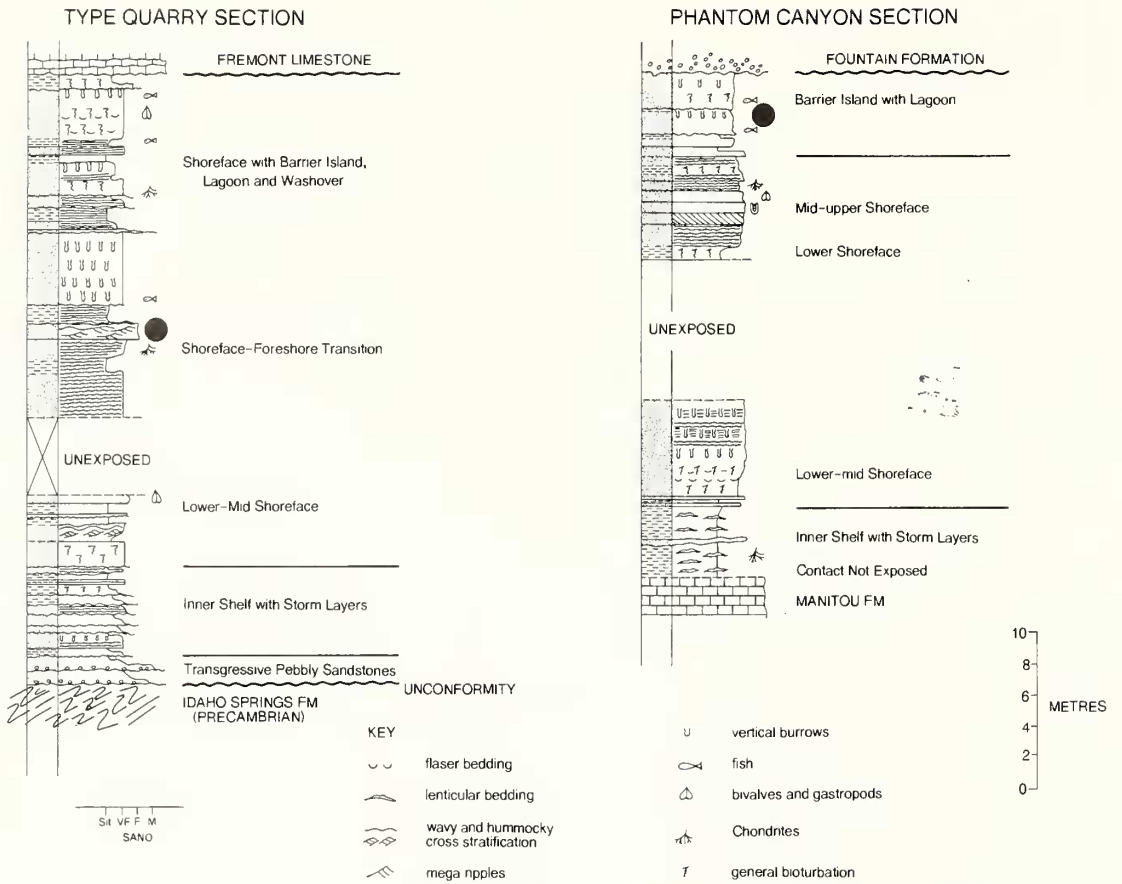 TYPE QUARRY SECTION
FREMONT LIMESTONE
Shoreface with Barrier Island,
Lagoon and Washover
Shoreface-Foreshore Transition
UNEXPOSED
Lower-Mid Shoreface
Inner Shelf with Storm Layers
Transgressive Pebbly Sandstones
UNCONFORMITY
IDAHO SPRINGS FM
(PRECAMBRIAN)
PHANTOM CANYON SECTION
FOUNTAIN FORMATION
Barrier Island with Lagoon
Mid-upper Shoreface
Lower Shoreface
UNEXPOSED
Lower-mid Shoreface
Inner Shelf with Storm Layers
Contact Not Exposed
MANITOU FM
10
8
6
4
2
0
METRES
KEY
flaser bedding
lenticular bedding
wavy and hummocky
cross stratification
mega ripples
vertical burrows
fish
bivalves and gastropods
Chondrites
general bioturbation
Slt VF F M
SAND